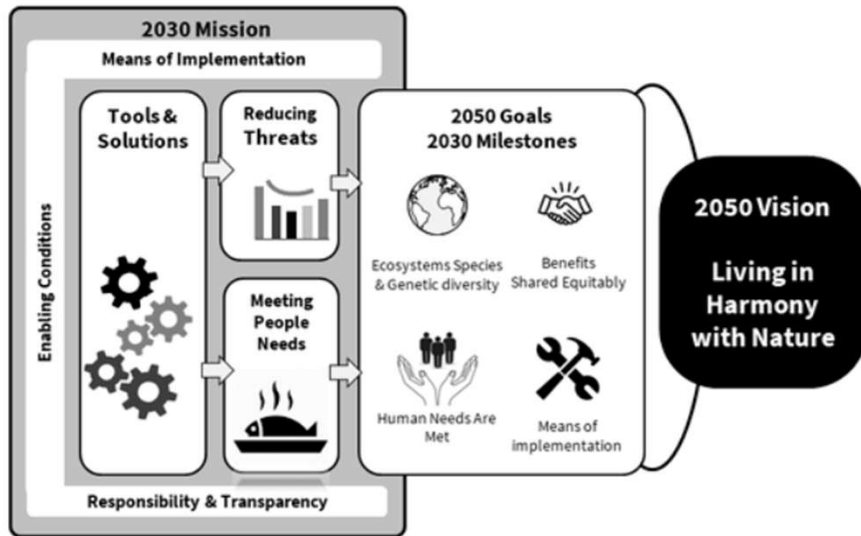 2030 Mission
Means of Implementation
Enabling Conditions
Tools &
Solutions
Reducing
Threats
Meeting
People
Needs
Responsibility & Transparency
2050 Goals
2030 Milestones
Ecosystems Species
& Genetic diversity
Benefits
Shared Equitably
Human Needs Are
Met
Means of
implementation
2050 Vision
Living in
Harmony
with Nature